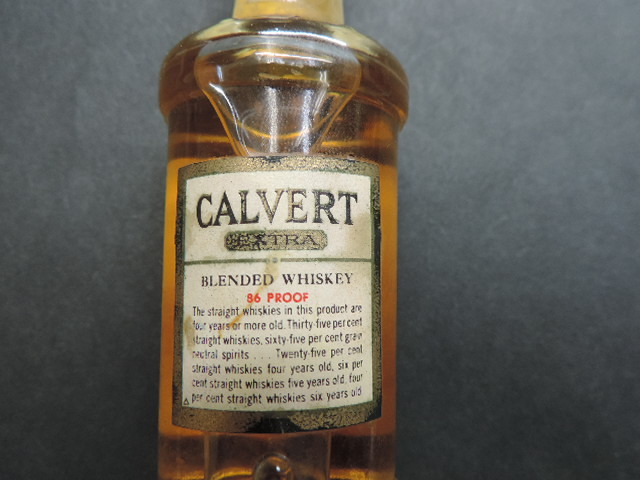 CALVERT
EXTRA
BLENDED WHISKEY
86 PROOF
The straight whiskies in this product are
four years or more old. Thirty-five per cent
straight whiskies, sixty-five per cent grain
neutral spirits . . . Twenty-five per cent
straight whiskies four years old, six per
cent straight whiskies five years old, four
per cent straight whiskies six years old